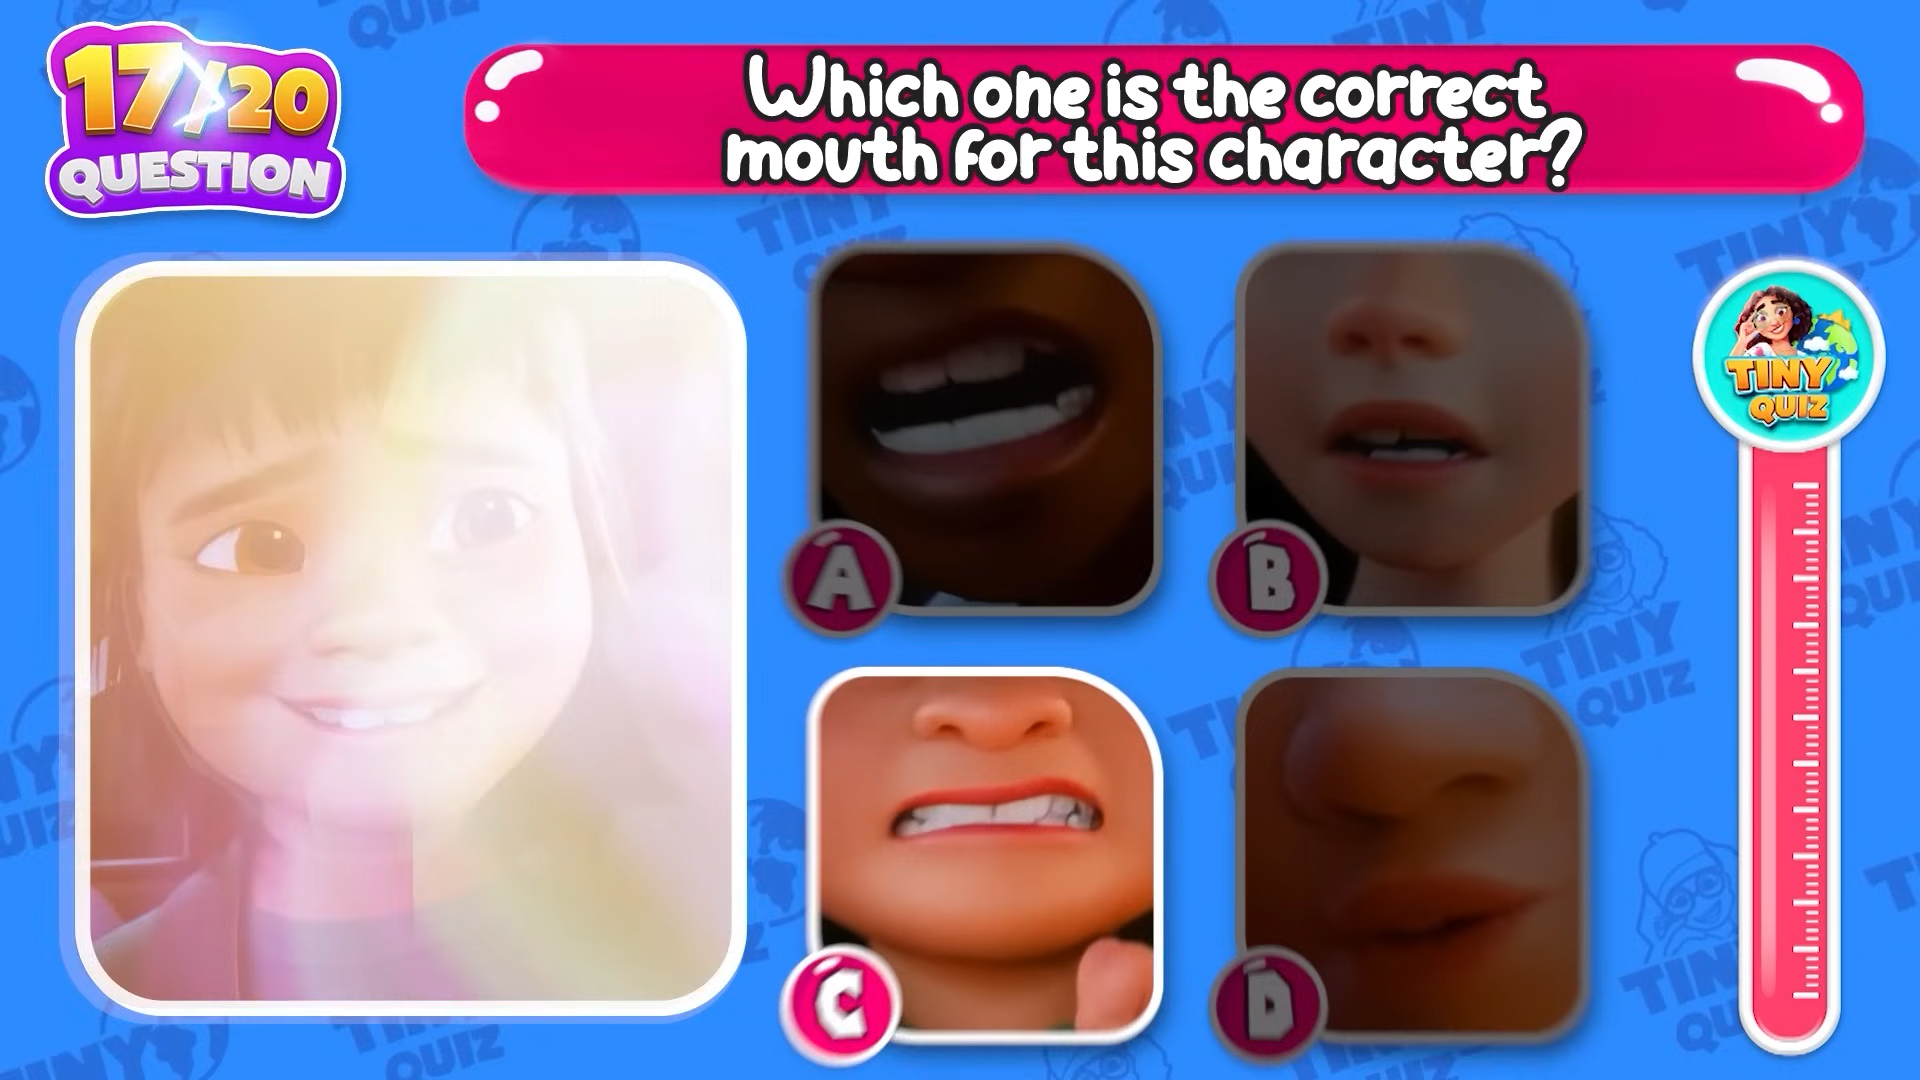 17/20
QUESTION
Which one is the correct
mouth for this character?
A
B
C
D
TINY
QUIZ